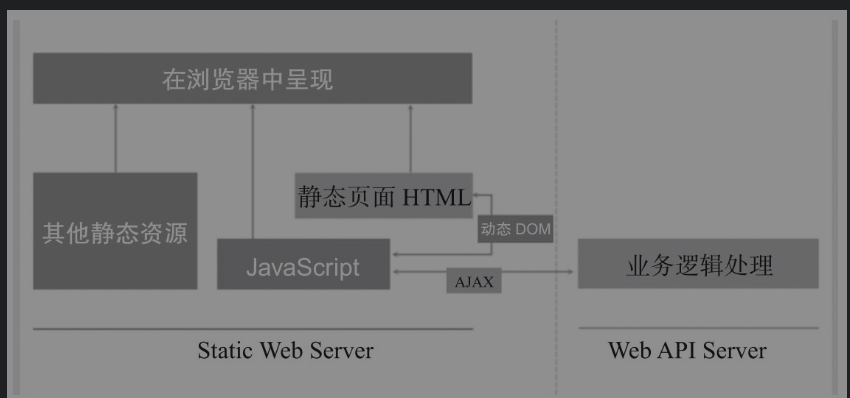 在浏览器中呈现
静态页面 HTML
其他静态资源
动态 DOM
JavaScript
业务逻辑处理
AJAX
Static Web Server
Web API Server